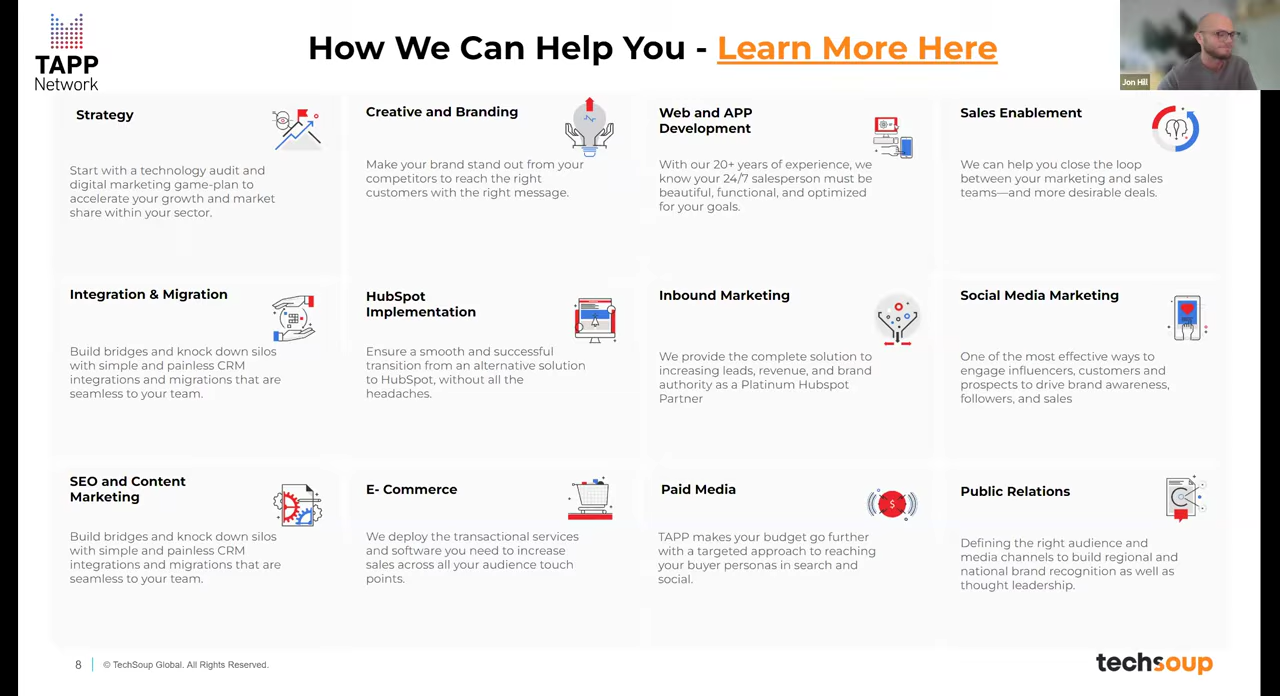 TAPP
Network
How We Can Help You - Learn More Here
Jon Hill
Strategy
Start with a technology audit and
digital marketing game-plan to
accelerate your growth and market
share within your sector.
Creative and Branding
Make your brand stand out from your
competitors to reach the right
customers with the right message.
Web and APP
Development
With our 20+ years of experience, we
know your 24/7 salesperson must be
beautiful, functional, and optimized
for your goals.
Sales Enablement
We can help you close the loop
between your marketing and sales
teams—and more desirable deals.
Integration & Migration
Build bridges and knock down silos
with simple and painless CRM
integrations and migrations that are
seamless to your team.
HubSpot
Implementation
Ensure a smooth and successful
transition from an alternative solution
to HubSpot, without all the
headaches.
Inbound Marketing
We provide the complete solution to
increasing leads, revenue, and brand
authority as a Platinum Hubspot
Partner
Social Media Marketing
One of the most effective ways to
engage influencers, customers and
prospects to drive brand awareness,
followers, and sales
SEO and Content
Marketing
Build bridges and knock down silos
with simple and painless CRM
integrations and migrations that are
seamless to your team.
E- Commerce
We deploy the transactional services
and software you need to increase
sales across all your audience touch
points.
Paid Media
$
TAPP makes your budget go further
with a targeted approach to reaching
your buyer personas in search and
social.
Public Relations
Defining the right audience and
media channels to build regional and
national brand recognition as well as
thought leadership.
8
© TechSoup Global. All Rights Reserved.
techsoup